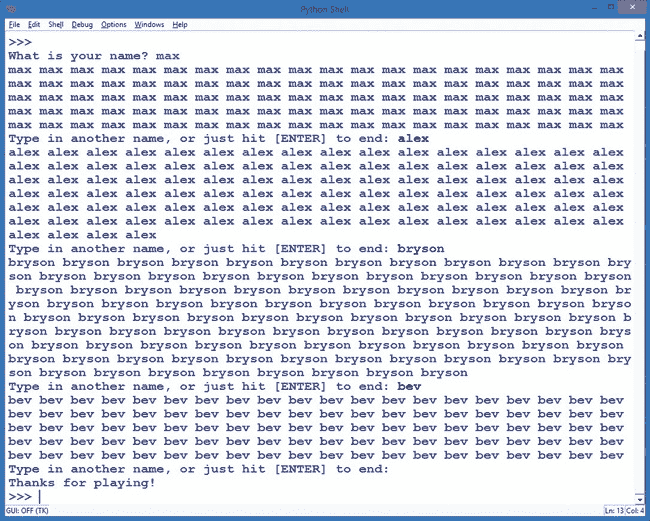 Python Shell
File Edit Shell Debug Options Windows Help
>>>
What is your name? max
max max max max max max max max max max max max max max max max max max max max
max max max max max max max max max max max max max max max max max max max max
max max max max max max max max max max max max max max max max max max max max
max max max max max max max max max max max max max max max max max max max max
max max max max max max max max max max max max max max max max max max max max
Type in another name, or just hit [ENTER] to end: alex
alex alex alex alex alex alex alex alex alex alex alex alex alex alex alex alex
alex alex alex alex alex alex alex alex alex alex alex alex alex alex alex alex
alex alex alex alex alex alex alex alex alex alex alex alex alex alex alex alex
alex alex alex alex alex alex alex alex alex alex alex alex alex alex alex alex
alex alex alex alex alex alex alex alex alex alex alex alex alex alex alex alex
alex alex alex alex alex alex alex alex alex alex alex alex alex alex alex alex
alex alex alex alex
Type in another name, or just hit [ENTER] to end: bryson
bryson bryson bryson bryson bryson bryson bryson bryson bryson bryson bryson bry
son bryson bryson bryson bryson bryson bryson bryson bryson bryson bryson bryson
 bryson bryson bryson bryson bryson bryson bryson bryson bryson bryson bryson br
yson bryson bryson bryson bryson bryson bryson bryson bryson bryson bryson bryso
n bryson bryson bryson bryson bryson bryson bryson bryson bryson bryson bryson b
ryson bryson bryson bryson bryson bryson bryson bryson bryson bryson bryson brys
on bryson bryson bryson bryson bryson bryson bryson bryson bryson bryson bryson
bryson bryson bryson bryson bryson bryson bryson bryson bryson bryson bryson bry
son bryson bryson bryson bryson bryson bryson bryson bryson
Type in another name, or just hit [ENTER] to end: bev
bev bev bev bev bev bev bev bev bev bev bev bev bev bev bev bev bev bev bev bev
bev bev bev bev bev bev bev bev bev bev bev bev bev bev bev bev bev bev bev bev
bev bev bev bev bev bev bev bev bev bev bev bev bev bev bev bev bev bev bev bev
bev bev bev bev bev bev bev bev bev bev bev bev bev bev bev bev bev bev bev bev
bev bev bev bev bev bev bev bev bev bev bev bev bev bev bev bev bev bev bev bev
Type in another name, or just hit [ENTER] to end:
Thanks for playing!
>>>
GUI: OFF (TK) Ln: 13 Col: 4